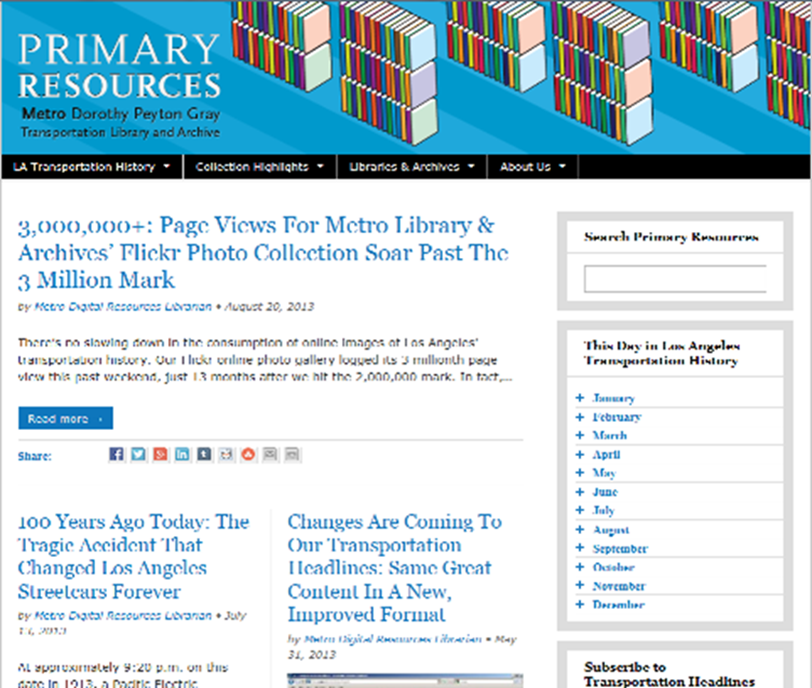 PRIMARY
RESOURCES
Metro Dorothy Peyton Gray
Transportation Library and Archive
LA Transportation History
Collection Highlights
Libraries & Archives
About Us
3,000,000+: Page Views For Metro Library &
Archives' Flickr Photo Collection Soar Past The
3 Million Mark
by Metro Digital Resources Librarian • August 20, 2013
There's no slowing down in the consumption of online images of Los Angeles'
transportation history. Our Flickr online photo gallery logged its 3 millionth page
view this past weekend, just 13 months after we hit the 2,000,000 mark. In fact,...
Read more →
Share:
100 Years Ago Today: The
Tragic Accident That
Changed Los Angeles
Streetcars Forever
by Metro Digital Resources Librarian • July
13, 2013
At approximately 9:20 p.m. on this
date in 1913, a Pacific Electric
Changes Are Coming To
Our Transportation
Headlines: Same Great
Content In A New,
Improved Format
by Metro Digital Resources Librarian • May
31, 2013
Search Primary Resources
This Day in Los Angeles
Transportation History
+ January
+ February
+ March
+ April
+ May
+ June
+ July
+ August
+ September
+ October
+ November
+ December
Subscribe to
Transportation Headlines